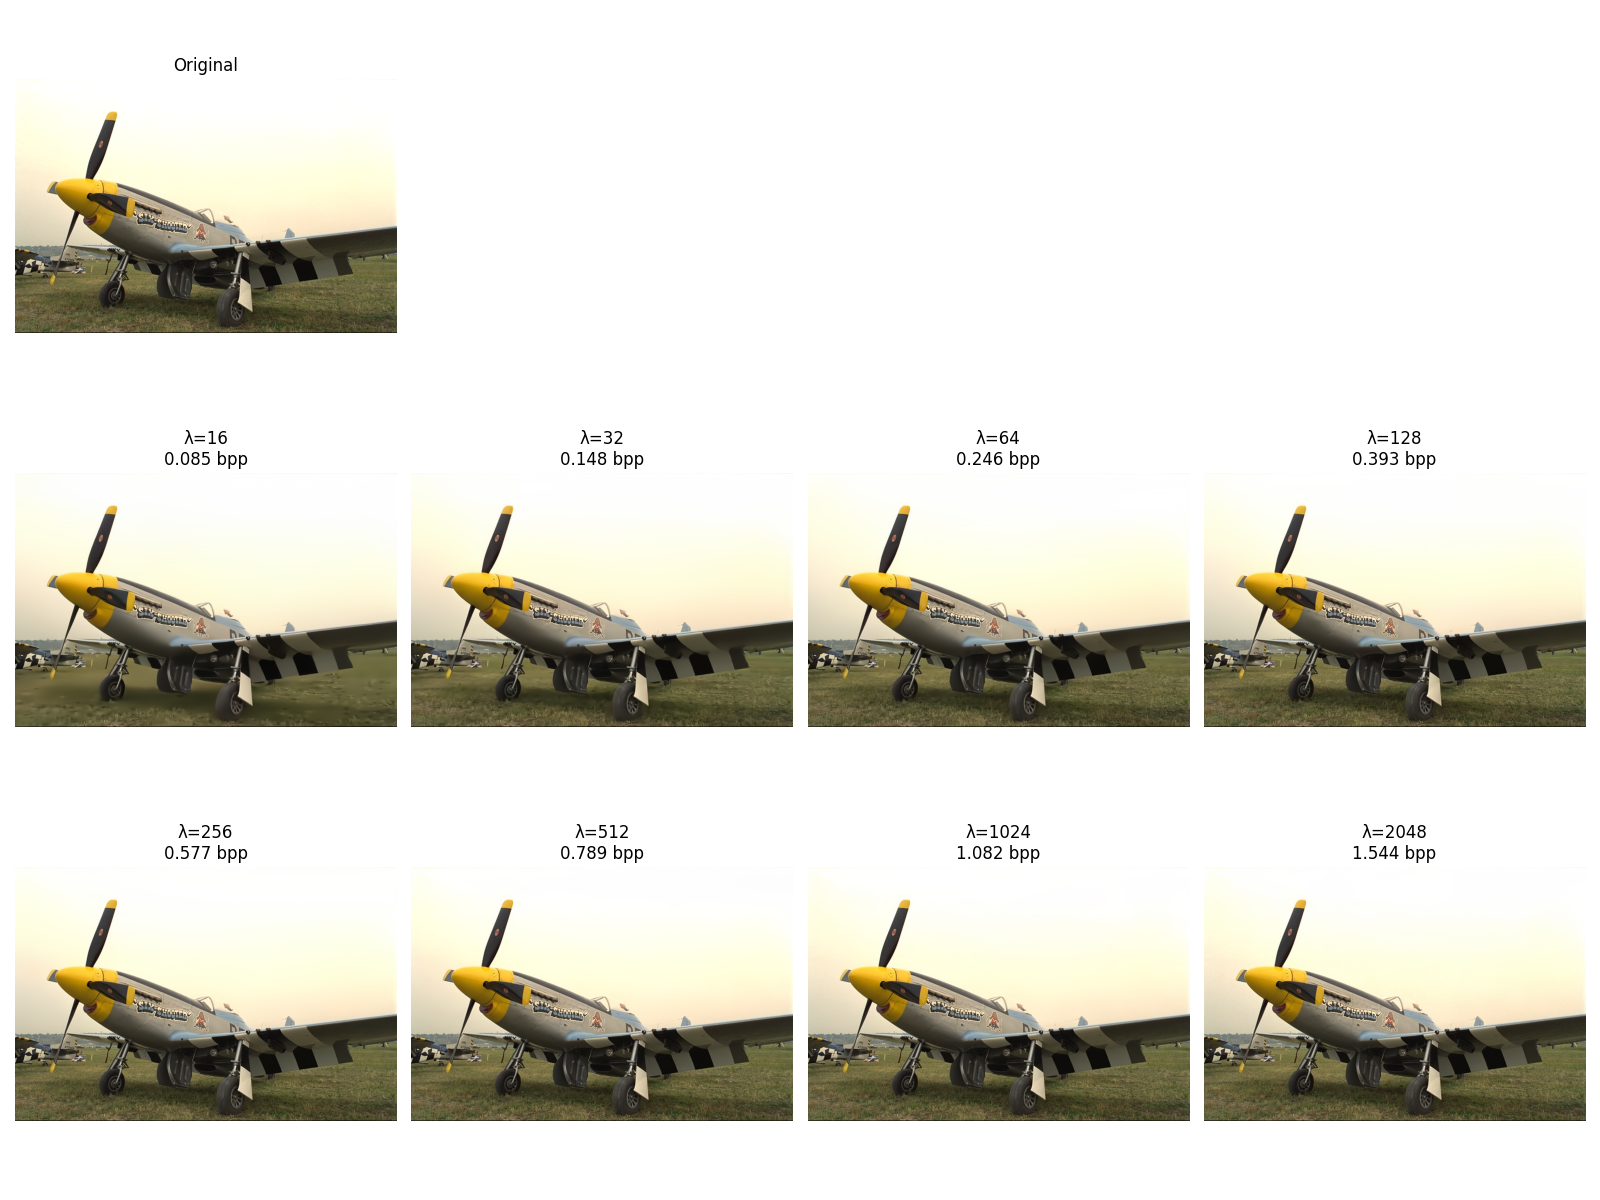 Original
λ=16
0.085 bpp
λ=32
0.148 bpp
λ=64
0.246 bpp
λ=128
0.393 bpp
λ=256
0.577 bpp
λ=512
0.789 bpp
λ=1024
1.082 bpp
λ=2048
1.544 bpp